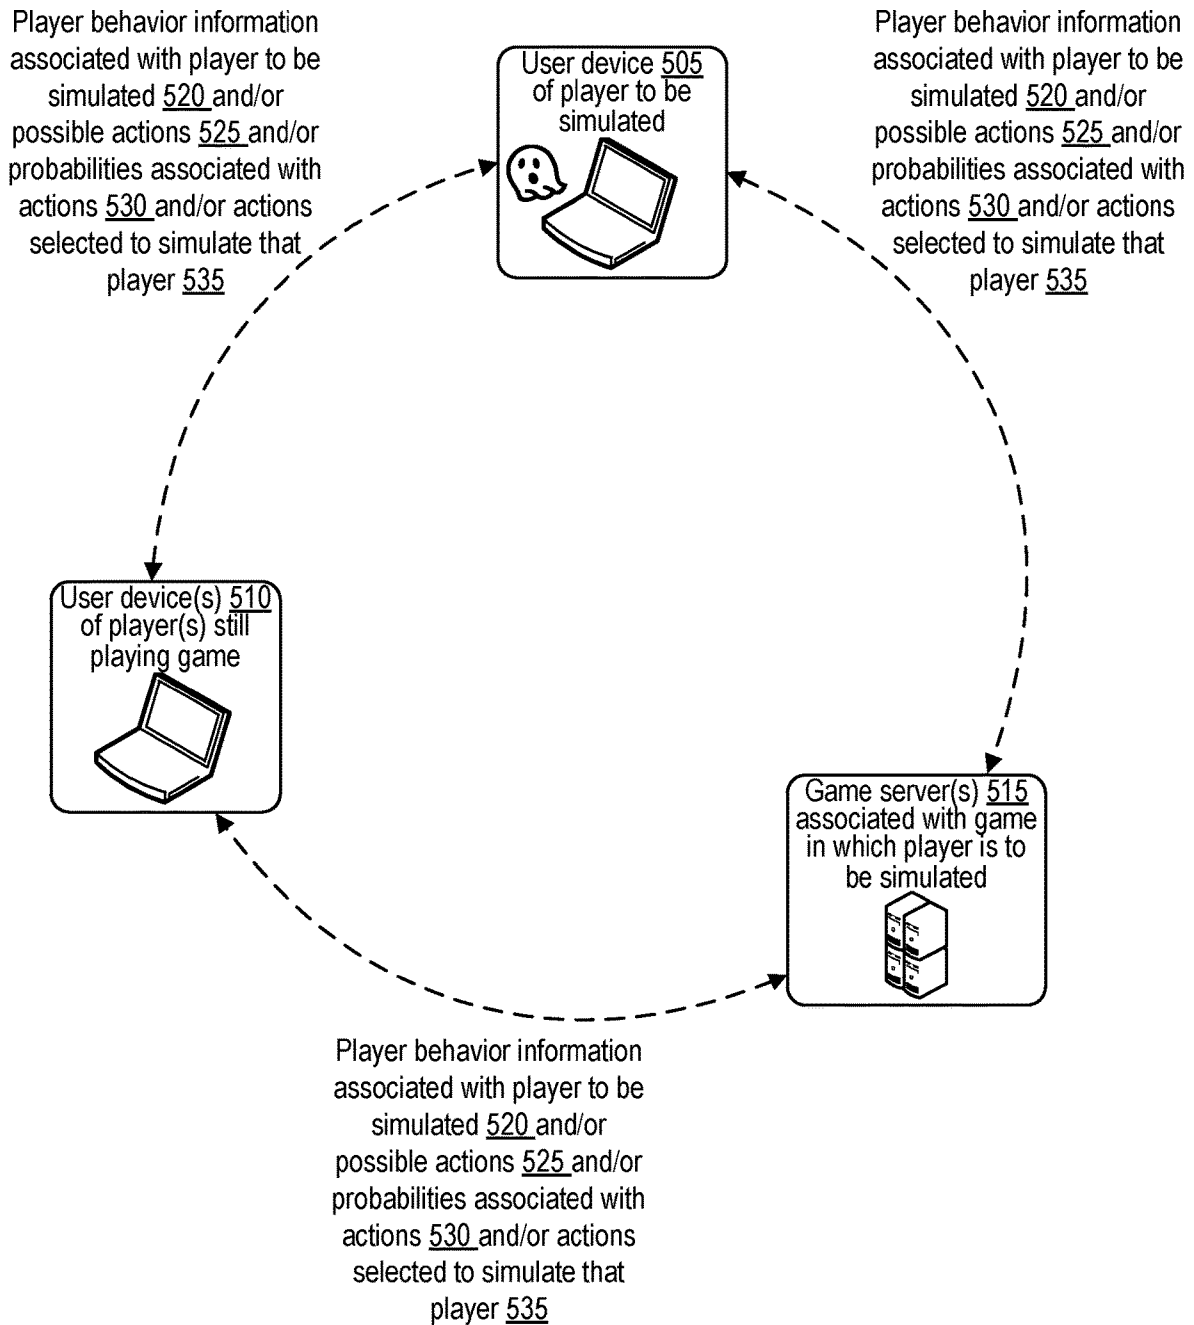 Player behavior information
associated with player to be
simulated 520 and/or
possible actions 525 and/or
probabilities associated with
actions 530 and/or actions
selected to simulate that
player 535
User device 505
of player to be
simulated
Player behavior information
associated with player to be
simulated 520 and/or
possible actions 525 and/or
probabilities associated with
actions 530 and/or actions
selected to simulate that
player 535
User device(s) 510
of player(s) still
playing game
Game server(s) 515
associated with game
in which player is to
be simulated
Player behavior information
associated with player to be
simulated 520 and/or
possible actions 525 and/or
probabilities associated with
actions 530 and/or actions
selected to simulate that
player 535